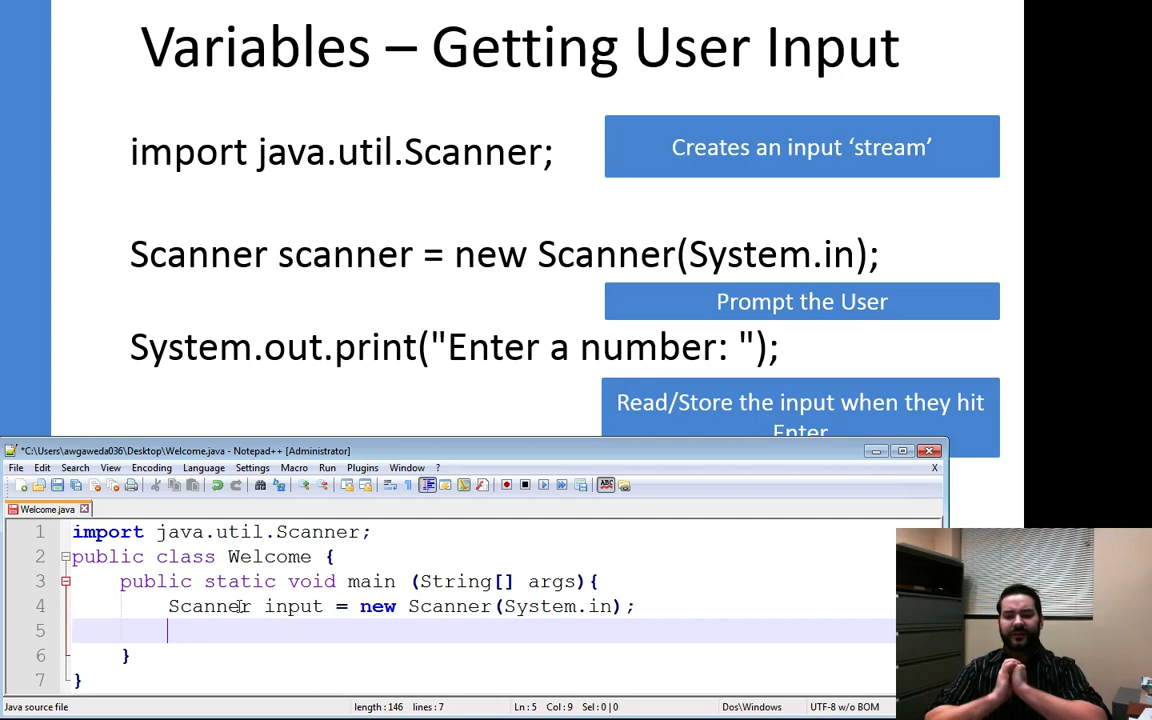 Variables – Getting User Input
import java.util.Scanner;
Creates an input ‘stream’
Scanner scanner = new Scanner(System.in);
Prompt the User
System.out.print("Enter a number: ");
Read/Store the input when they hit
Enter
*C:\Users\awgaweda036\Desktop\Welcome.java - Notepad++ [Administrator]
File Edit Search View Encoding Language Settings Macro Run Plugins Window ? X
Welcome.java
1 import java.util.Scanner;
2 public class Welcome {
3 public static void main (String[] args){
4 Scanner input = new Scanner(System.in);
5
6 }
7 }
Java source file length : 146 lines : 7 Ln : 5 Col : 9 Sel : 0 | 0 Dos\Windows UTF-8 w/o BOM